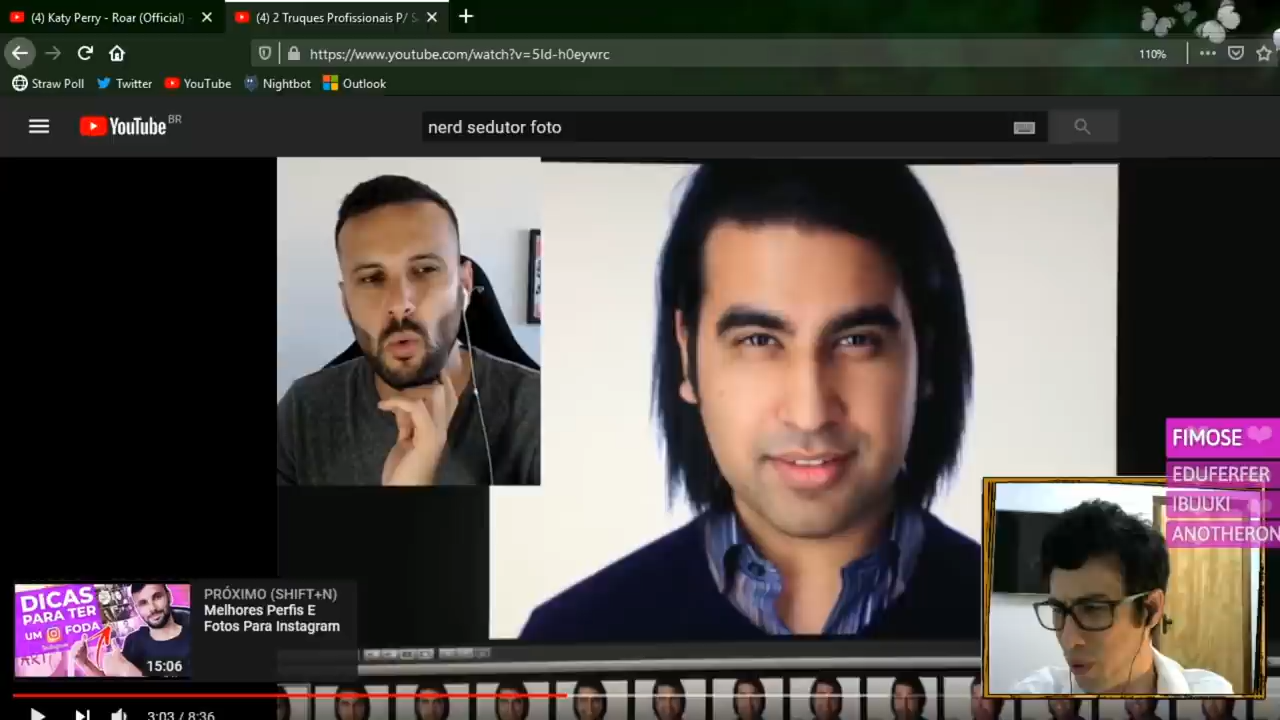 (4) Katy Perry - Roar (Official) -
(4) 2 Truques Profissionais P/ S
https://www.youtube.com/watch?v=5Id-h0eywrc
110%
Straw Poll
Twitter
YouTube
Nightbot
Outlook
YouTube BR
nerd sedutor foto
FIMOSE
EDUFERFER
IBUUKI
ANOTHERON
DICAS
PARA TER
UM FODA
15:06
PRÓXIMO (SHIFT+N)
Melhores Perfis E
Fotos Para Instagram
3:03 / 8:36